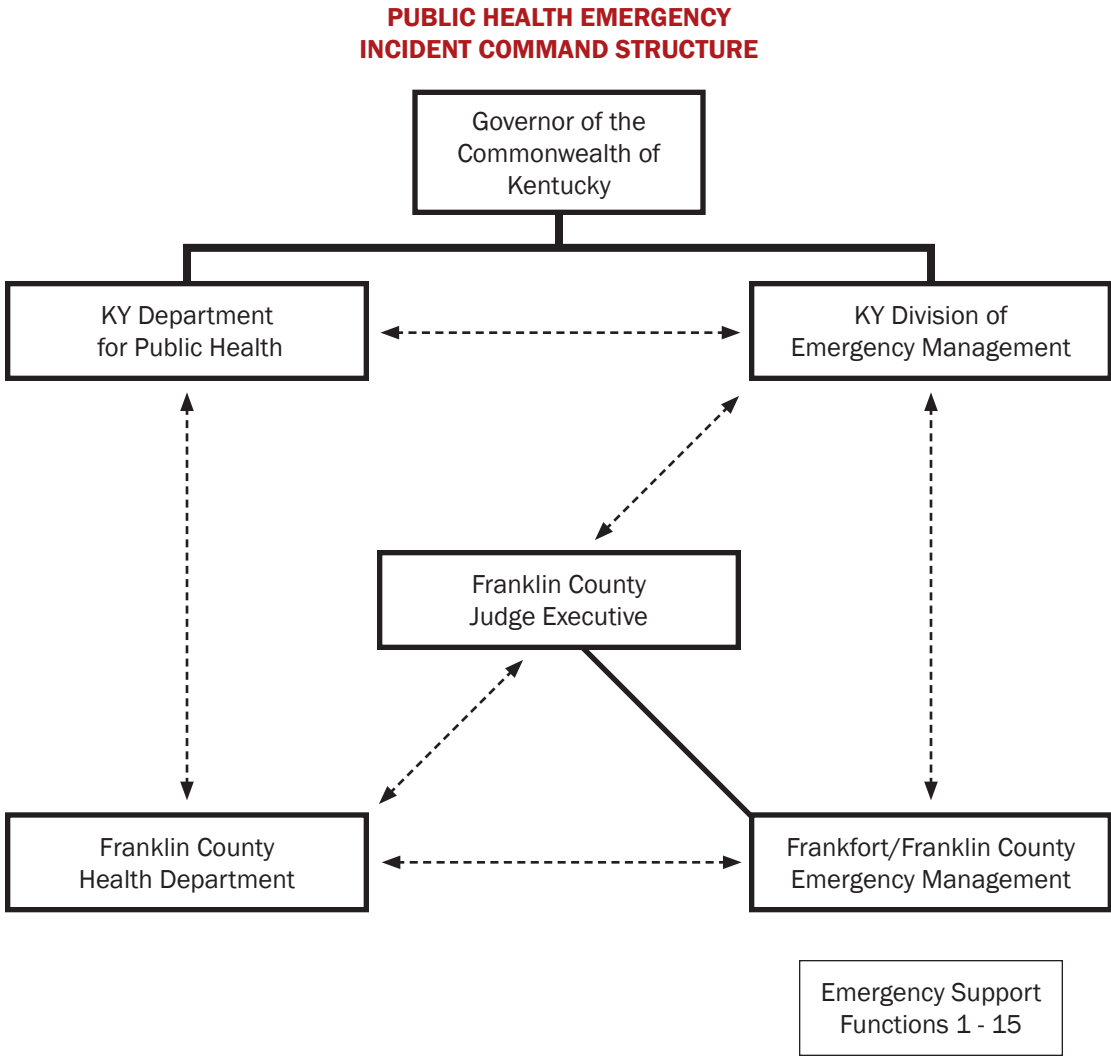 PUBLIC HEALTH EMERGENCY
INCIDENT COMMAND STRUCTURE
Governor of the
Commonwealth of
Kentucky
KY Department
for Public Health
KY Division of
Emergency Management
Franklin County
Judge Executive
Franklin County
Health Department
Frankfort/Franklin County
Emergency Management
Emergency Support
Functions 1 - 15